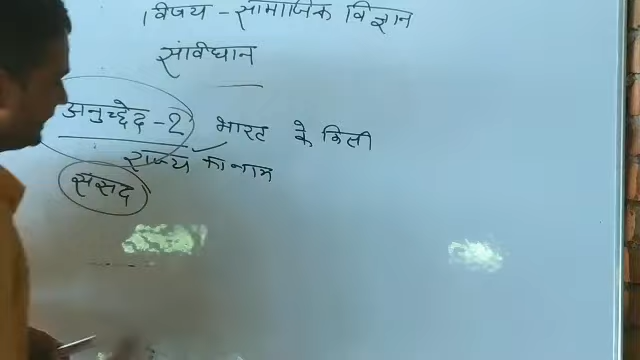 विषय - सामाजिक विज्ञान
संविधान
अनुच्छेद-2 भारत के किसी
राज्य का नाम
संसद